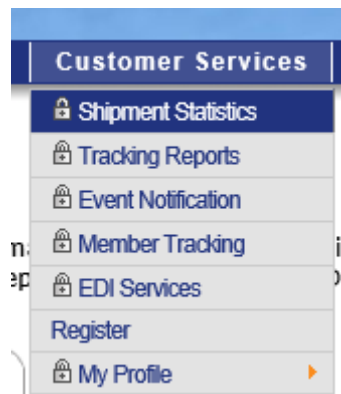 Customer Services
Shipment Statistics
Tracking Reports
Event Notification
Member Tracking
EDI Services
Register
My Profile